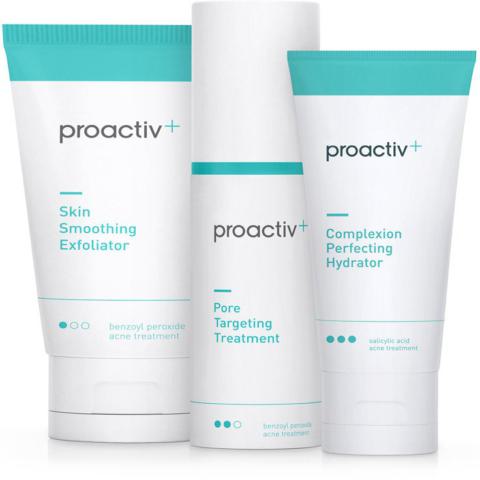 proactiv+
Skin
Smoothing
Exfoliator
benzoyl peroxide
acne treatment
proactiv+
Pore
Targeting
Treatment
benzoyl peroxide
acne treatment
proactiv+
Complexion
Perfecting
Hydrator
salicylic acid
acne treatment